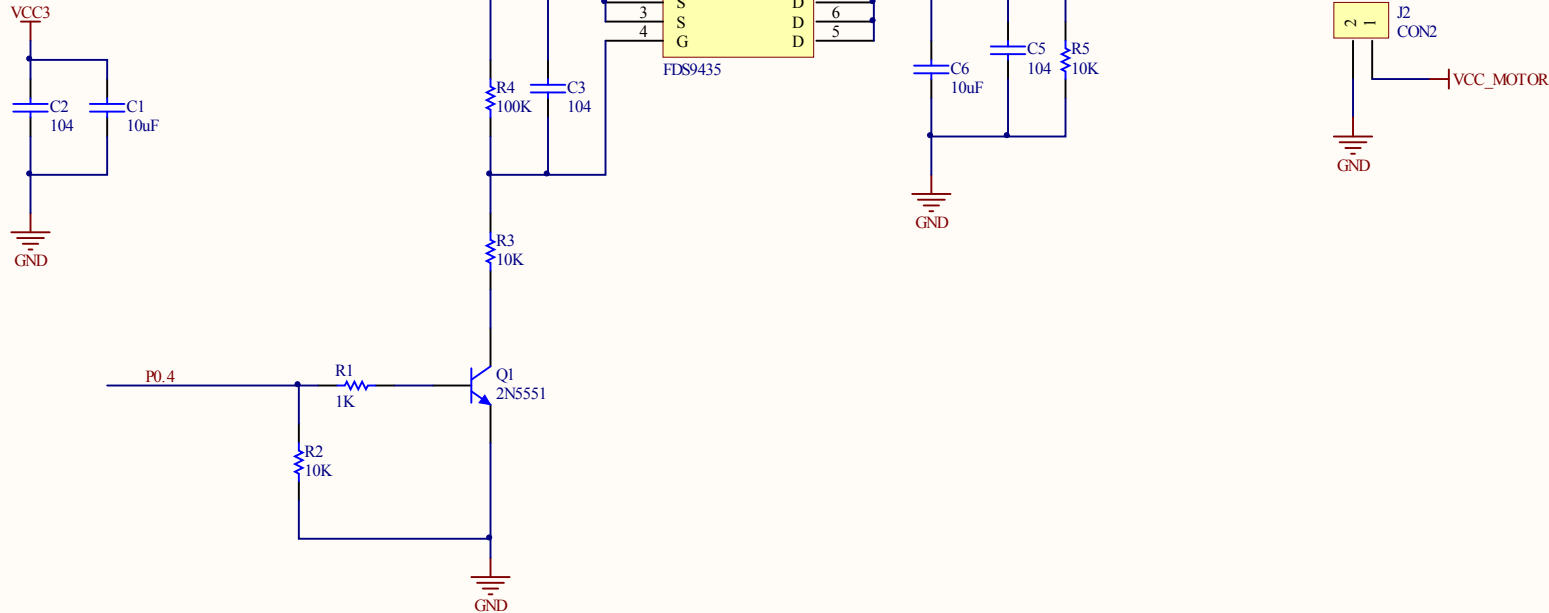 VCC3
C2
104
C1
10uF
GND
R4
100K
C3
104
S
D
3
S
D
6
4
G
D
5
FDS9435
R3
10K
P0.4
R1
1K
Q1
2N5551
R2
10K
GND
C6
10uF
C5
104
R5
10K
GND
2
1
J2
CON2
VCC_MOTOR
GND